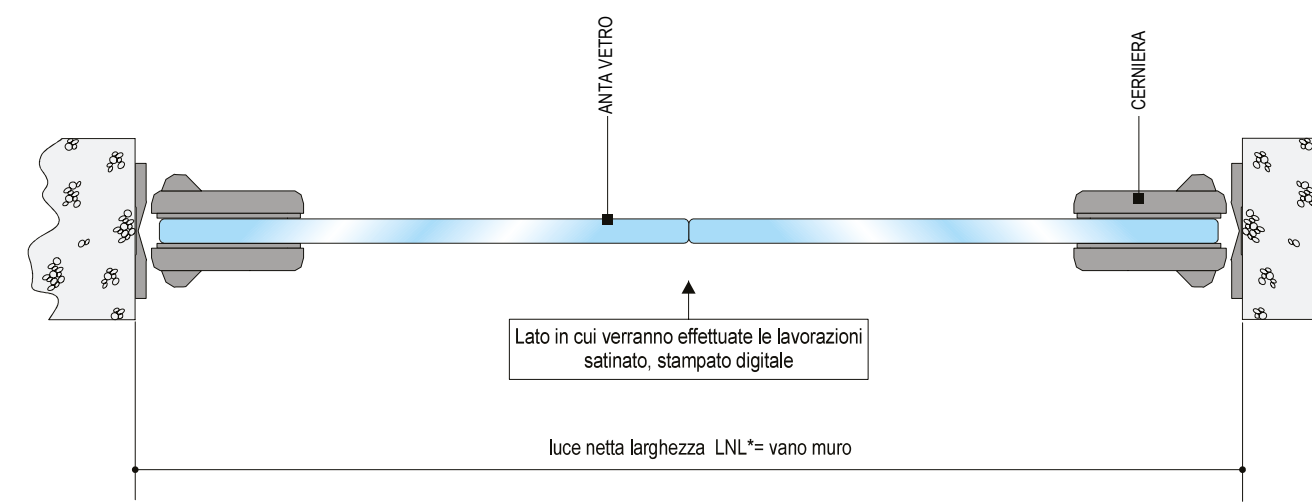 ANTA VETRO
CERNIERA
Lato in cui verranno effettuate le lavorazioni
satinato, stampato digitale
luce netta larghezza LNL*= vano muro